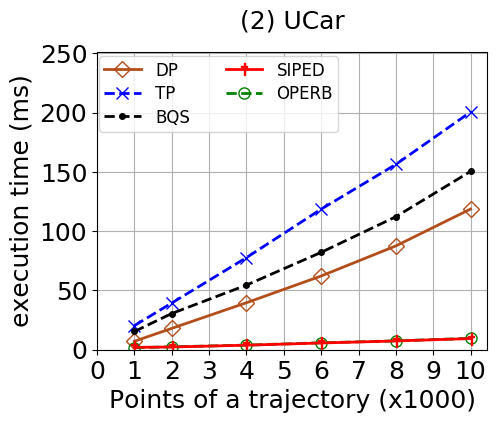 (2) UCar
execution time (ms)
250
200
150
100
50
0
DP
TP
BQS
SIPED
OPERB
0 1 2 3 4 5 6 7 8 9 10
Points of a trajectory (x1000)